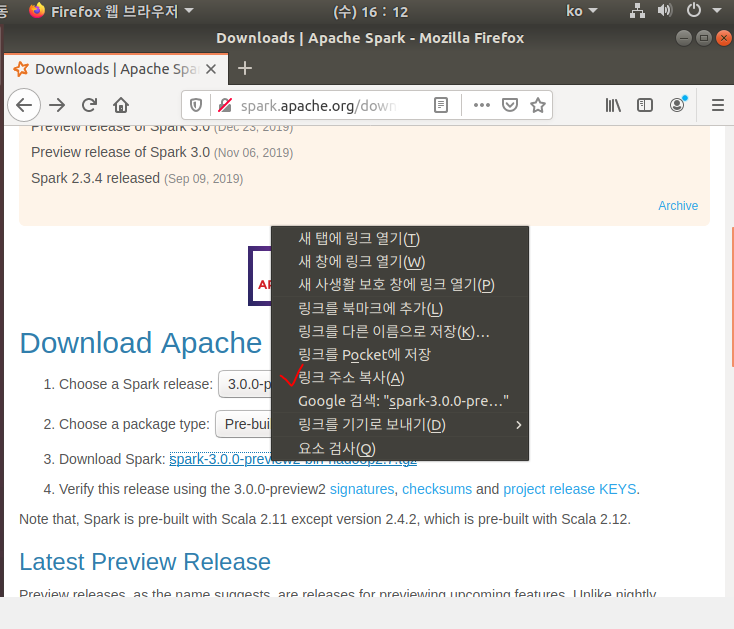 동 Firefox 웹 브라우저 (수) 16 : 12 ko
Downloads | Apache Spark - Mozilla Firefox
Downloads | Apache Spa
spark.apache.org/down
Preview release of Spark 3.0 (Dec 23, 2019)
Preview release of Spark 3.0 (Nov 06, 2019)
Spark 2.3.4 released (Sep 09, 2019)
Archive
새 탭에 링크 열기(T)
새 창에 링크 열기(W)
새 사생활 보호 창에 링크 열기(P)
링크를 북마크에 추가(L)
링크를 다른 이름으로 저장(K)...
링크를 Pocket에 저장
링크 주소 복사(A)
Google 검색: "spark-3.0.0-pre..."
링크를 기기로 보내기(D)
요소 검사(Q)
AP
Download Apache
1. Choose a Spark release: 3.0.0-p
2. Choose a package type: Pre-bui
3. Download Spark: spark-3.0.0-preview2-bin-hadoop2.7.tgz
4. Verify this release using the 3.0.0-preview2 signatures, checksums and project release KEYS.
Note that, Spark is pre-built with Scala 2.11 except version 2.4.2, which is pre-built with Scala 2.12.
Latest Preview Release
Preview releases, as the name suggests, are releases for previewing upcoming features. Unlike nightly